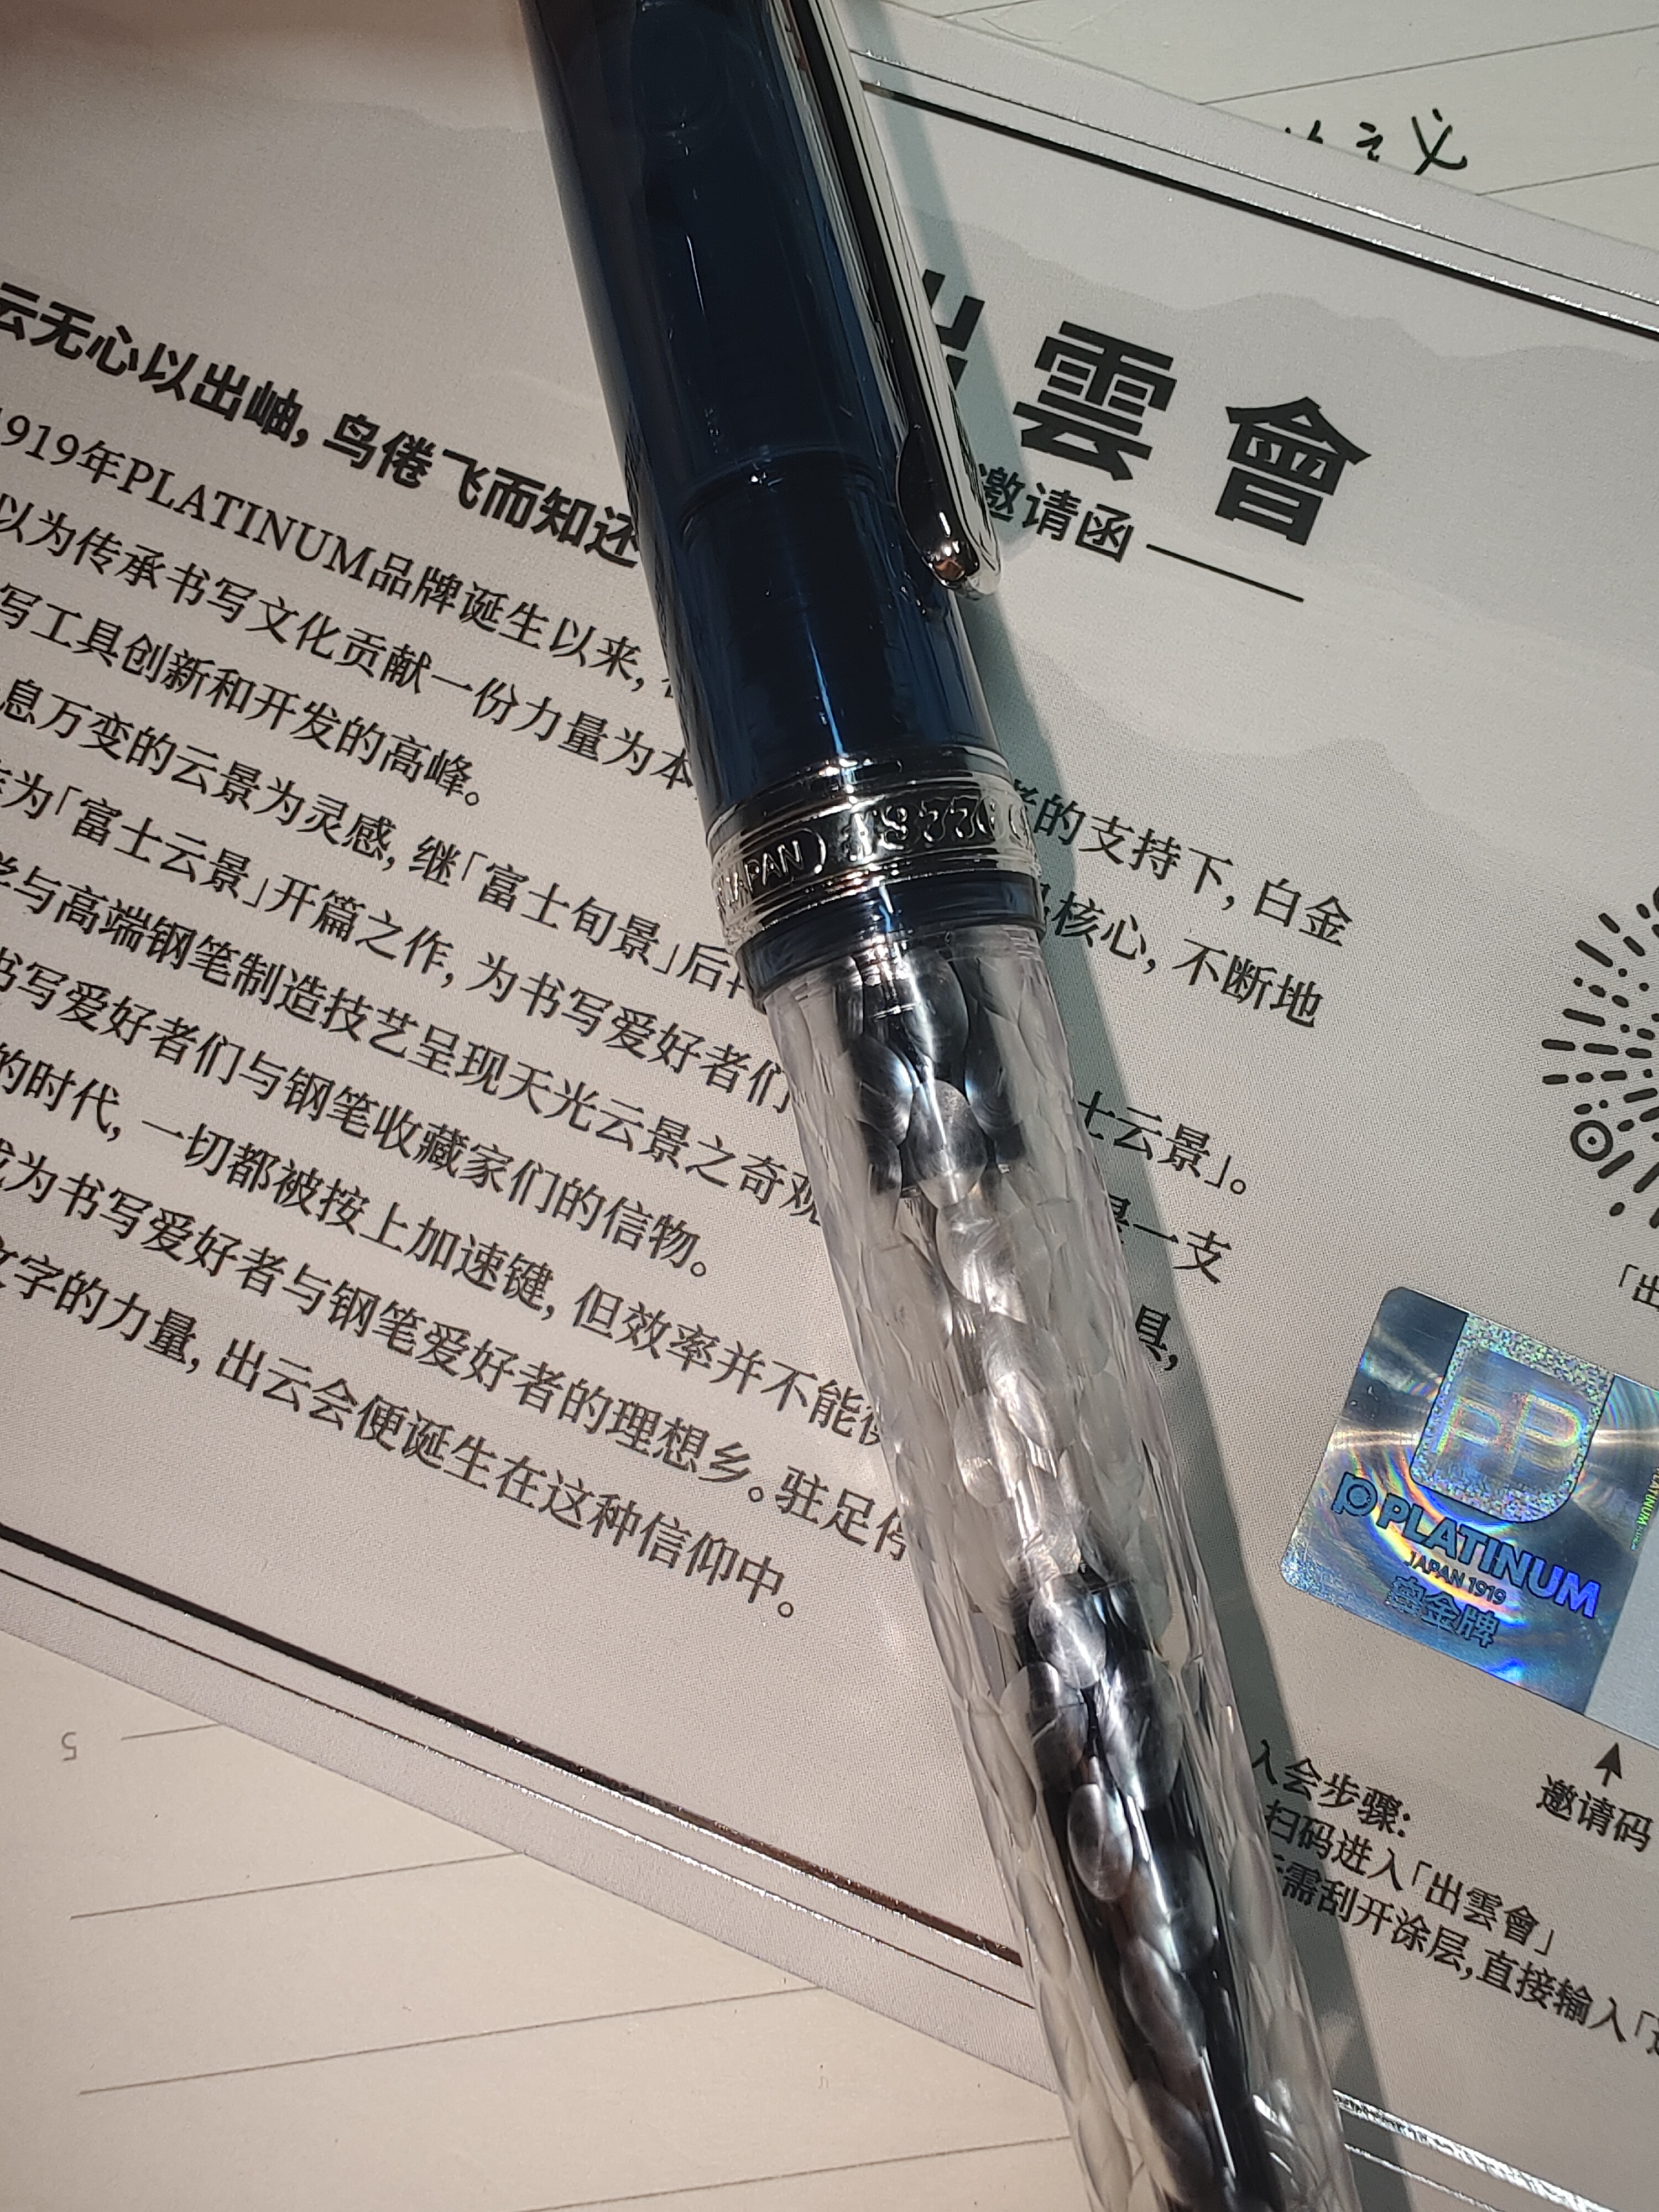 雲會
邀请函
云无心以出岫，鸟倦飞而知还
1919年PLATINUM品牌诞生以来， 者的支持下，白金
以为传承书写文化贡献一份力量为本 核心，不断地
写工具创新和开发的高峰。
息万变的云景为灵感，继「富士旬景」后 士云景」。
为「富士云景」开篇之作，为书写爱好者们 一支
与高端钢笔制造技艺呈现天光云景之奇观 具，
书写爱好者们与钢笔收藏家们的信物。
的时代，一切都被按上加速键，但效率并不能
成为书写爱好者与钢笔爱好者的理想乡。驻足停
文字的力量，出云会便诞生在这种信仰中。
JAPAN) 
「出
PLATINUM
JAPAN 1919
白金牌
邀请码
入会步骤：
扫码进入「出雲會」
需刮开涂层，直接输入「
5